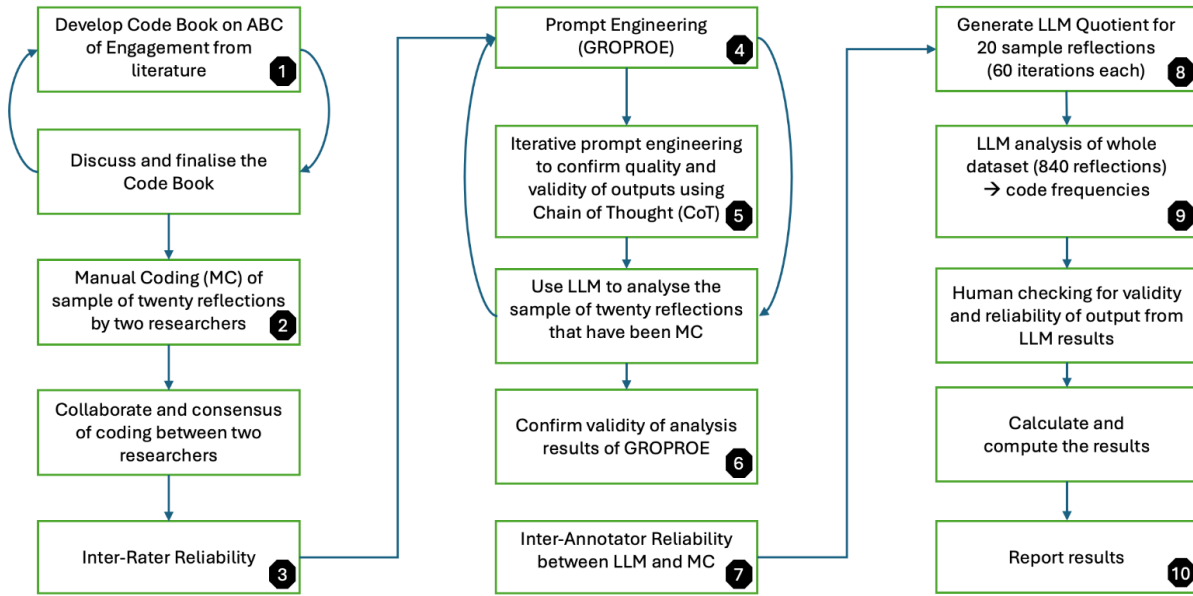 Develop Code Book on ABC
of Engagement from
literature
1
Discuss and finalise the
Code Book
Manual Coding (MC) of
sample of twenty reflections
by two researchers
2
Collaborate and consensus
of coding between two
researchers
Inter-Rater Reliability
3
Prompt Engineering
(GROPROE)
4
Iterative prompt engineering
to confirm quality and
validity of outputs using
Chain of Thought (CoT)
5
Use LLM to analyse the
sample of twenty reflections
that have been MC
Confirm validity of analysis
results of GROPROE
6
Inter-Annotator Reliability
between LLM and MC
7
Generate LLM Quotient for
20 sample reflections
(60 iterations each)
8
LLM analysis of whole
dataset (840 reflections)
→ code frequencies
9
Human checking for validity
and reliability of output from
LLM results
Calculate and
compute the results
Report results
10